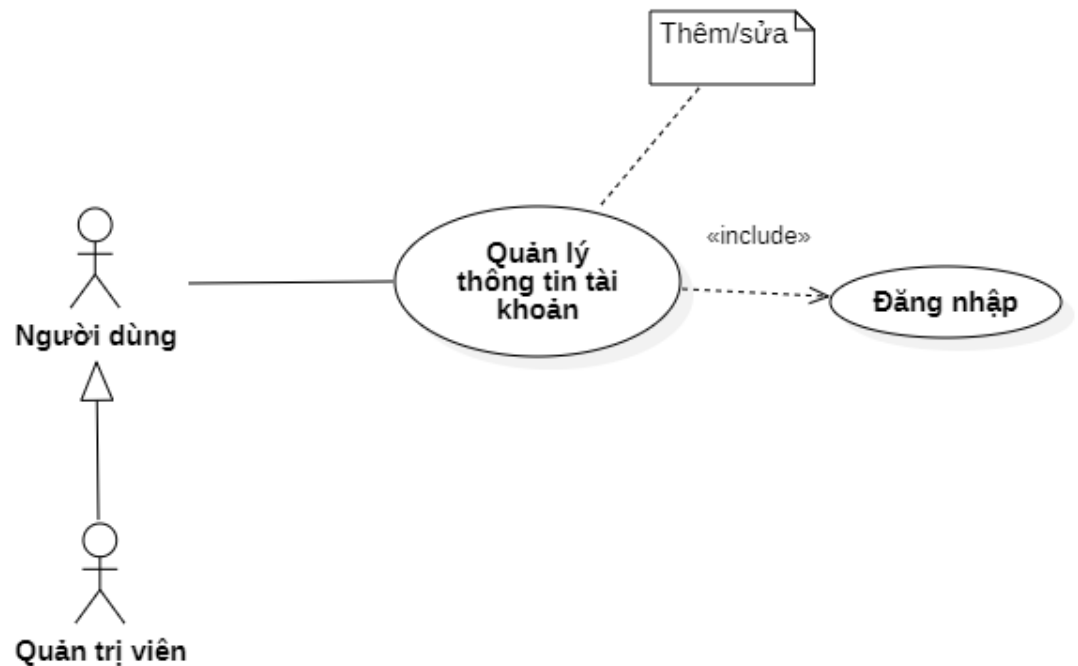 Thêm/sửa
«include»
Quản lý
thông tin tài
khoản
Đăng nhập
Người dùng
Quản trị viên